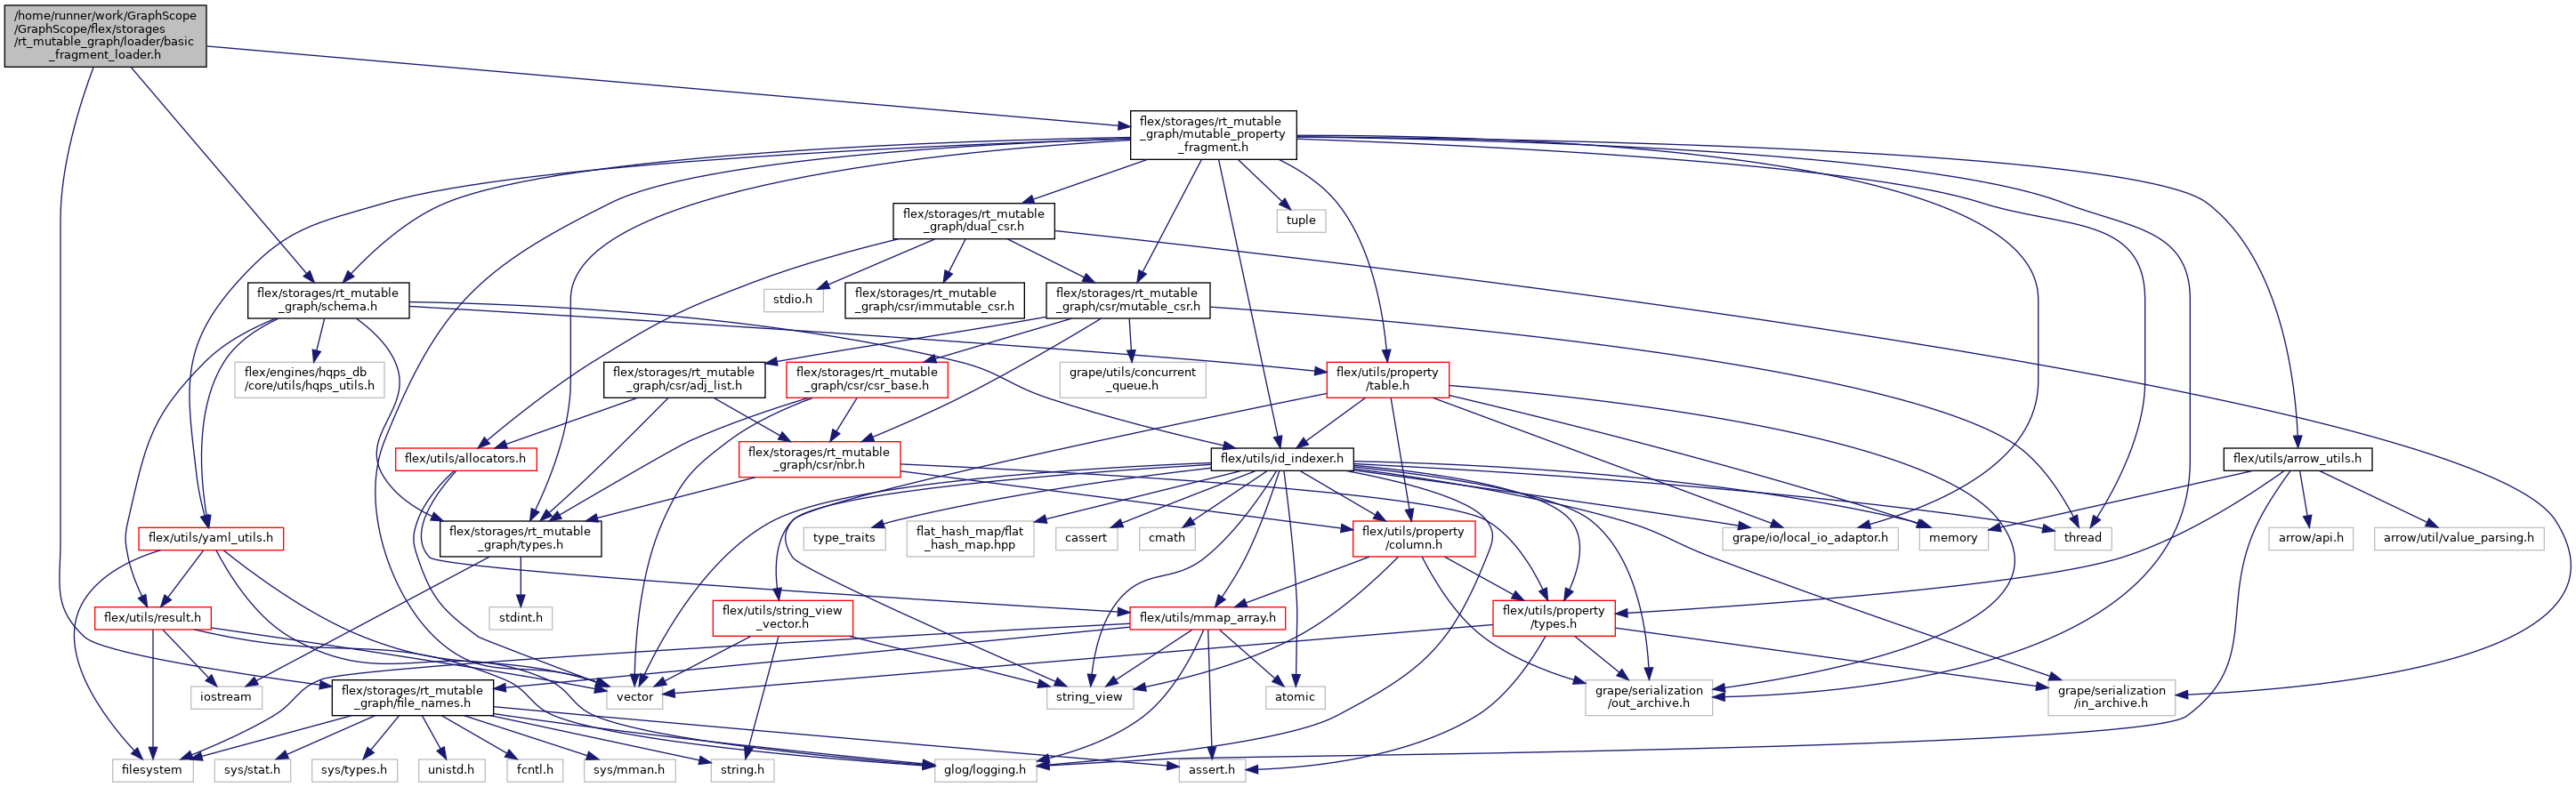 /home/runner/work/GraphScope
/GraphScope/flex/storages
/rt_mutable_graph/loader/basic
_fragment_loader.h
flex/storages/rt_mutable
_graph/mutable_property
_fragment.h
flex/storages/rt_mutable
_graph/dual_csr.h
tuple
flex/storages/rt_mutable
_graph/schema.h
stdio.h
flex/storages/rt_mutable
_graph/csr/immutable_csr.h
flex/storages/rt_mutable
_graph/csr/mutable_csr.h
flex/engines/hqps_db
/core/utils/hqps_utils.h
flex/storages/rt_mutable
_graph/csr/adj_list.h
flex/storages/rt_mutable
_graph/csr/csr_base.h
grape/utils/concurrent
_queue.h
flex/utils/property
/table.h
flex/utils/allocators.h
flex/storages/rt_mutable
_graph/csr/nbr.h
flex/utils/id_indexer.h
flex/utils/arrow_utils.h
flex/utils/yaml_utils.h
flex/storages/rt_mutable
_graph/types.h
type_traits
flat_hash_map/flat
_hash_map.hpp
cassert
cmath
flex/utils/property
/column.h
grape/io/local_io_adaptor.h
memory
thread
arrow/api.h
arrow/util/value_parsing.h
flex/utils/result.h
stdint.h
flex/utils/string_view
_vector.h
flex/utils/mmap_array.h
flex/utils/property
/types.h
iostream
flex/storages/rt_mutable
_graph/file_names.h
vector
string_view
atomic
grape/serialization
/out_archive.h
grape/serialization
/in_archive.h
filesystem
sys/stat.h
sys/types.h
unistd.h
fcntl.h
sys/mman.h
string.h
glog/logging.h
assert.h